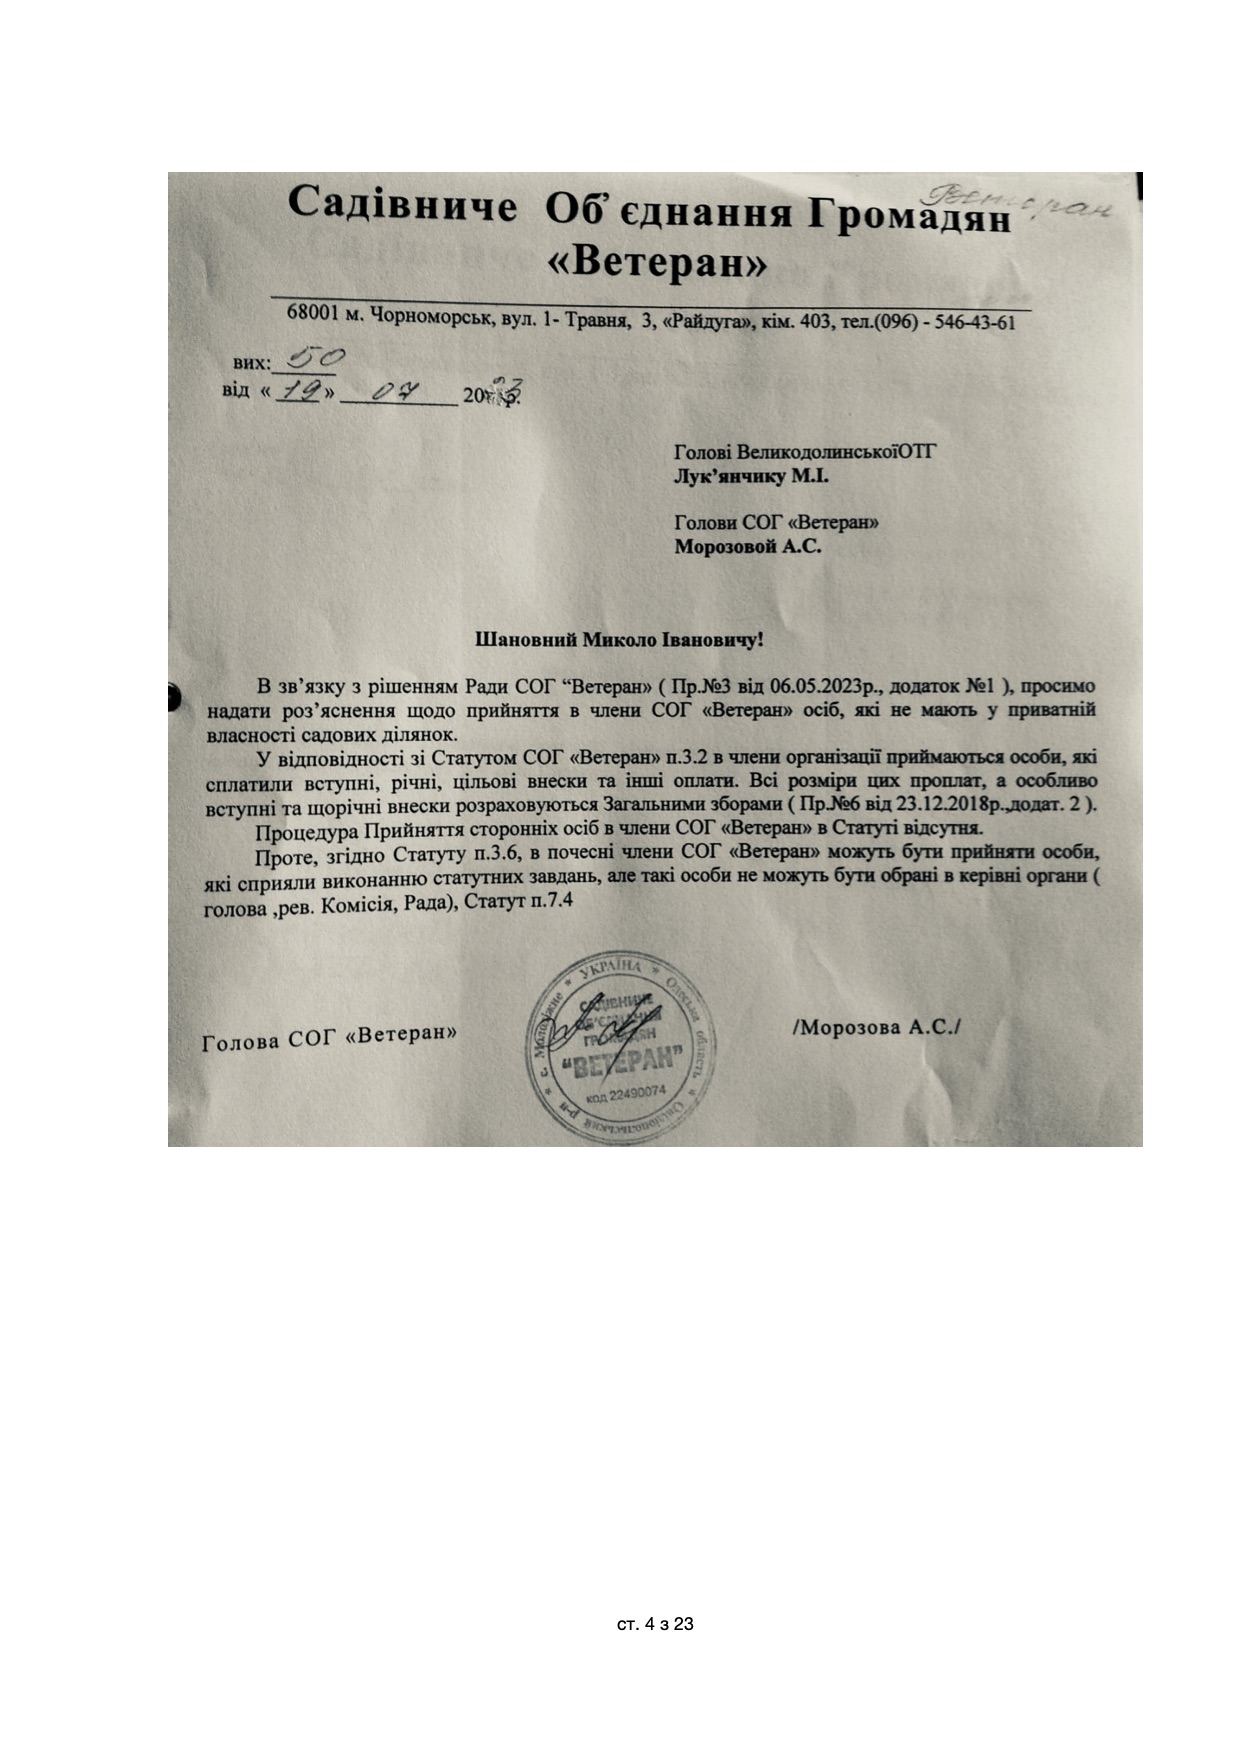 Ветеран
Садівниче Об'єднання Громадян
«Ветеран»
68001 м. Чорноморськ, вул. 1- Травня, 3, «Райдуга», кім. 403, тел.(096) - 546-43-61
вих: 50
від « 19 » 07 2023р.
Голові ВеликодолинськоїОТГ
Лук’янчику М.І.
Голови СОГ «Ветеран»
Морозовой А.С.
Шановний Миколо Івановичу!
В зв’язку з рішенням Ради СОГ “Ветеран» ( Пр.№3 від 06.05.2023р., додаток №1 ), просимо
надати роз’яснення щодо прийняття в члени СОГ «Ветеран» осіб, які не мають у приватній
власності садових ділянок.
У відповідності зі Статутом СОГ «Ветеран» п.3.2 в члени організації приймаються особи, які
сплатили вступні, річні, цільові внески та інші оплати. Всі розміри цих проплат, а особливо
вступні та щорічні внески розраховуються Загальними зборами ( Пр.№6 від 23.12.2018р.,додат. 2 ).
Процедура Прийняття сторонніх осіб в члени СОГ «Ветеран» в Статуті відсутня.
Проте, згідно Статуту п.3.6, в почесні члени СОГ «Ветеран» можуть бути прийняти особи,
які сприяли виконанню статутних завдань, але такі особи не можуть бути обрані в керівні органи (
голова ,рев. Комісія, Рада), Статут п.7.4
Голова СОГ «Ветеран»
/Морозова А.С./
* УКРАЇНА * Одеська область * Овідіопольський р-н * с. Молодіжне
САДІВНИЧЕ
ОБ'ЄДНАННЯ
ГРОМАДЯН
“ВЕТЕРАН”
код 22490074
ст. 4 з 23